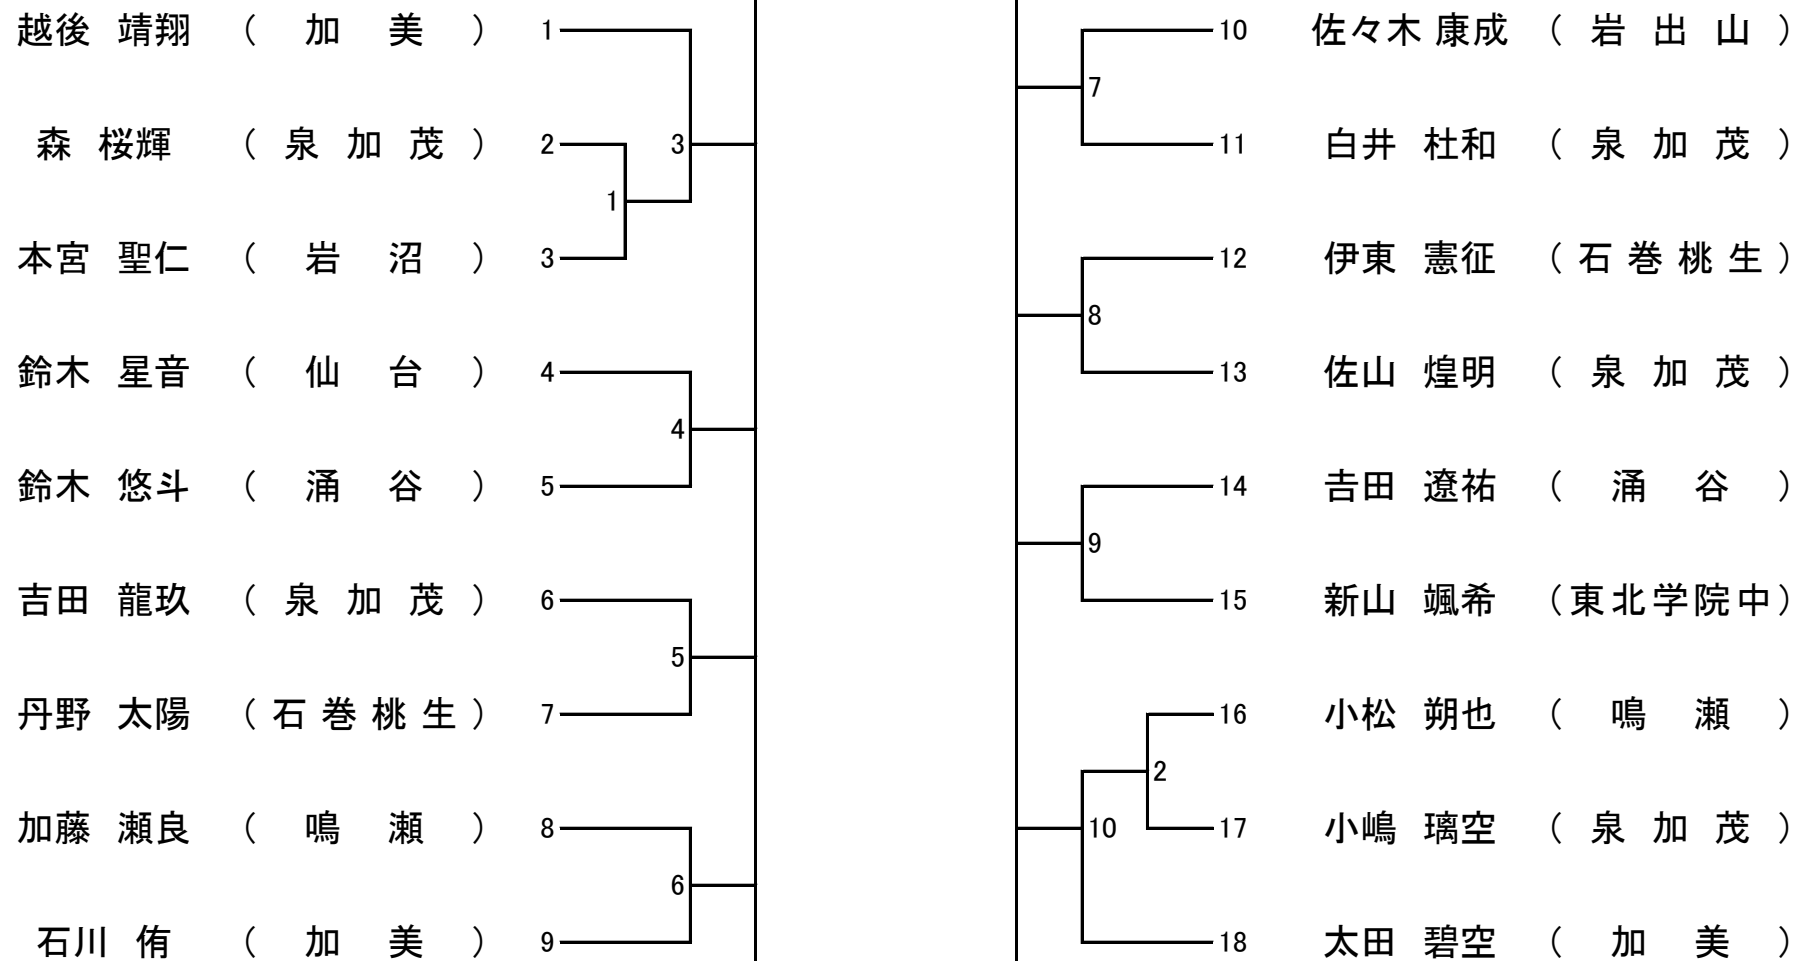 越後 靖翔 ( 加 美 ) 1
森 桜輝 ( 泉 加 茂 ) 2
3
1
本宮 聖仁 ( 岩 沼 ) 3
鈴木 星音 ( 仙 台 ) 4
4
鈴木 悠斗 ( 涌 谷 ) 5
吉田 龍玖 ( 泉 加 茂 ) 6
5
丹野 太陽 ( 石 巻 桃 生 ) 7
加藤 瀬良 ( 鳴 瀬 ) 8
6
石川 侑 ( 加 美 ) 9
10 佐々木 康成 ( 岩 出 山 )
7
11 白井 杜和 ( 泉 加 茂 )
12 伊東 憲征 ( 石 巻 桃 生 )
8
13 佐山 煌明 ( 泉 加 茂 )
14 𠮷田 遼祐 ( 涌 谷 )
9
15 新山 颯希 (東北学院中)
16 小松 朔也 ( 鳴 瀬 )
2
10
17 小嶋 璃空 ( 泉 加 茂 )
18 太田 碧空 ( 加 美 )